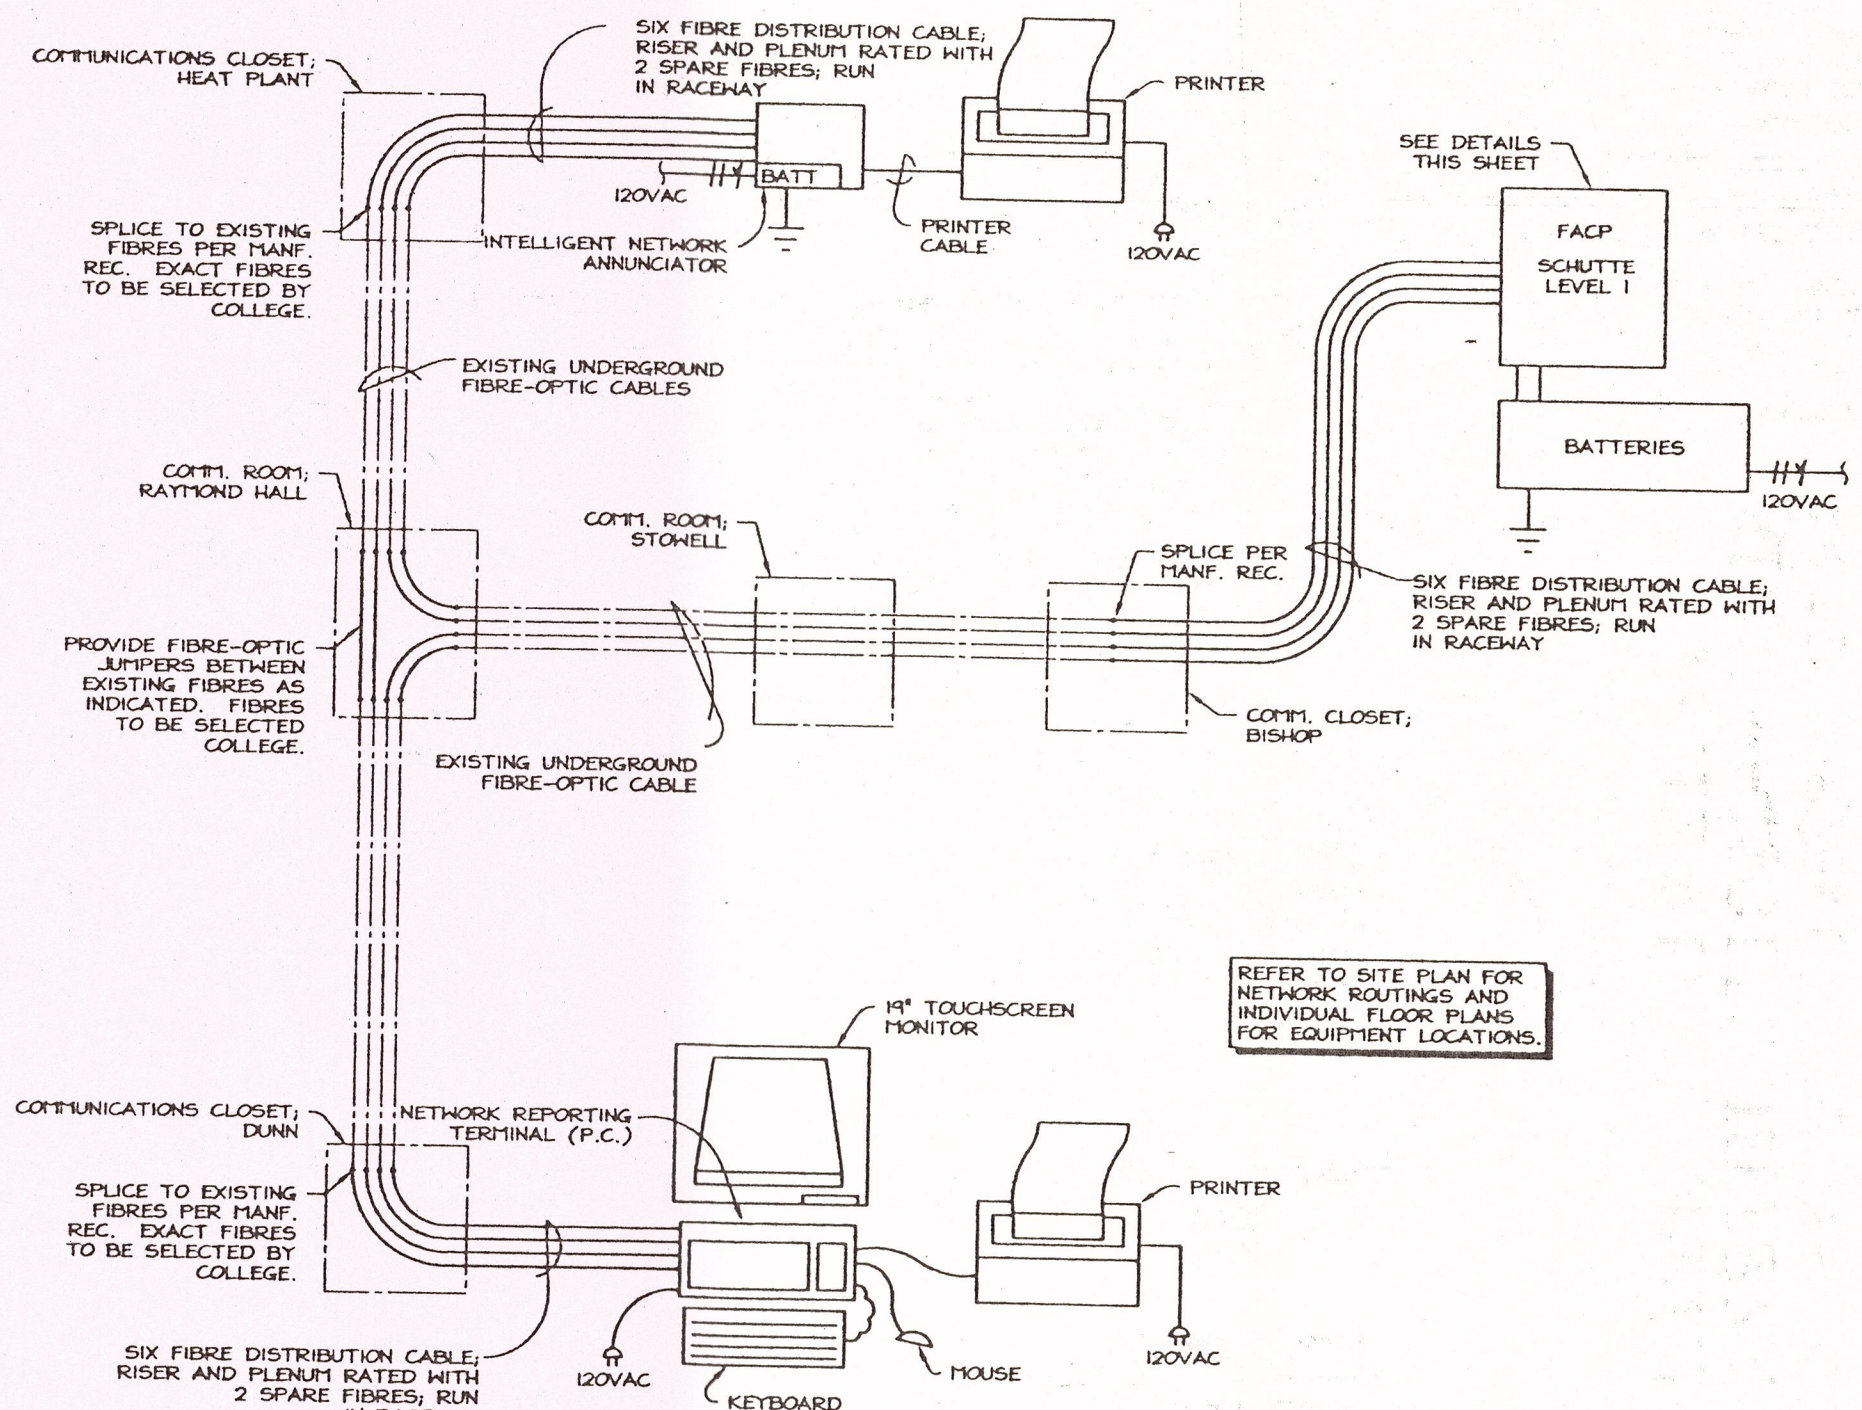 COMMUNICATIONS CLOSET;
HEAT PLANT
SIX FIBRE DISTRIBUTION CABLE;
RISER AND PLENUM RATED WITH
2 SPARE FIBRES; RUN
IN RACEWAY
PRINTER
SEE DETAILS
THIS SHEET
BATT
120VAC
PRINTER
CABLE
120VAC
SPLICE TO EXISTING
FIBRES PER MANF.
REC. EXACT FIBRES
TO BE SELECTED BY
COLLEGE.
INTELLIGENT NETWORK
ANNUNCIATOR
FACP
SCHUTTE
LEVEL 1
EXISTING UNDERGROUND
FIBRE-OPTIC CABLES
BATTERIES
120VAC
COMM. ROOM;
RAYMOND HALL
COMM. ROOM;
STOWELL
SPLICE PER
MANF. REC.
SIX FIBRE DISTRIBUTION CABLE;
RISER AND PLENUM RATED WITH
2 SPARE FIBRES; RUN
IN RACEWAY
PROVIDE FIBRE-OPTIC
JUMPERS BETWEEN
EXISTING FIBRES AS
INDICATED. FIBRES
TO BE SELECTED
COLLEGE.
COMM. CLOSET;
BISHOP
EXISTING UNDERGROUND
FIBRE-OPTIC CABLE
REFER TO SITE PLAN FOR
NETWORK ROUTINGS AND
INDIVIDUAL FLOOR PLANS
FOR EQUIPMENT LOCATIONS.
19" TOUCHSCREEN
MONITOR
COMMUNICATIONS CLOSET;
DUNN
NETWORK REPORTING
TERMINAL (P.C.)
SPLICE TO EXISTING
FIBRES PER MANF.
REC. EXACT FIBRES
TO BE SELECTED BY
COLLEGE.
PRINTER
SIX FIBRE DISTRIBUTION CABLE;
RISER AND PLENUM RATED WITH
2 SPARE FIBRES; RUN
120VAC
KEYBOARD
MOUSE
120VAC